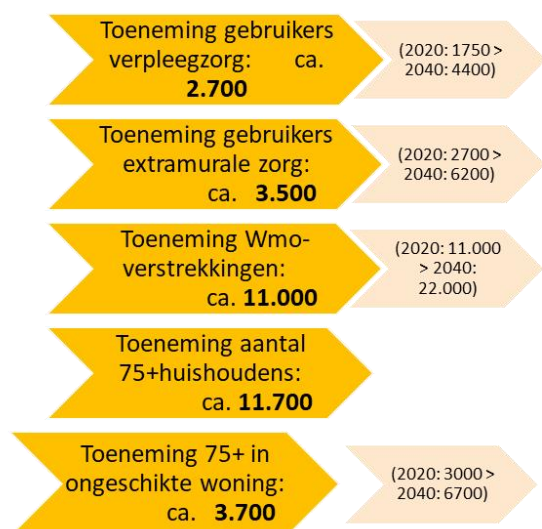 Toeneming gebruikers
verpleegzorg: ca.
2.700
(2020: 1750 >
2040: 4400)
Toeneming gebruikers
extramurale zorg:
ca. 3.500
(2020: 2700 >
2040: 6200)
Toeneming Wmo-
verstrekkingen:
ca. 11.000
(2020: 11.000
> 2040:
22.000)
Toeneming aantal
75+huishoudens:
ca. 11.700
Toeneming 75+ in
ongeschikte woning:
ca. 3.700
(2020: 3000 >
2040: 6700)